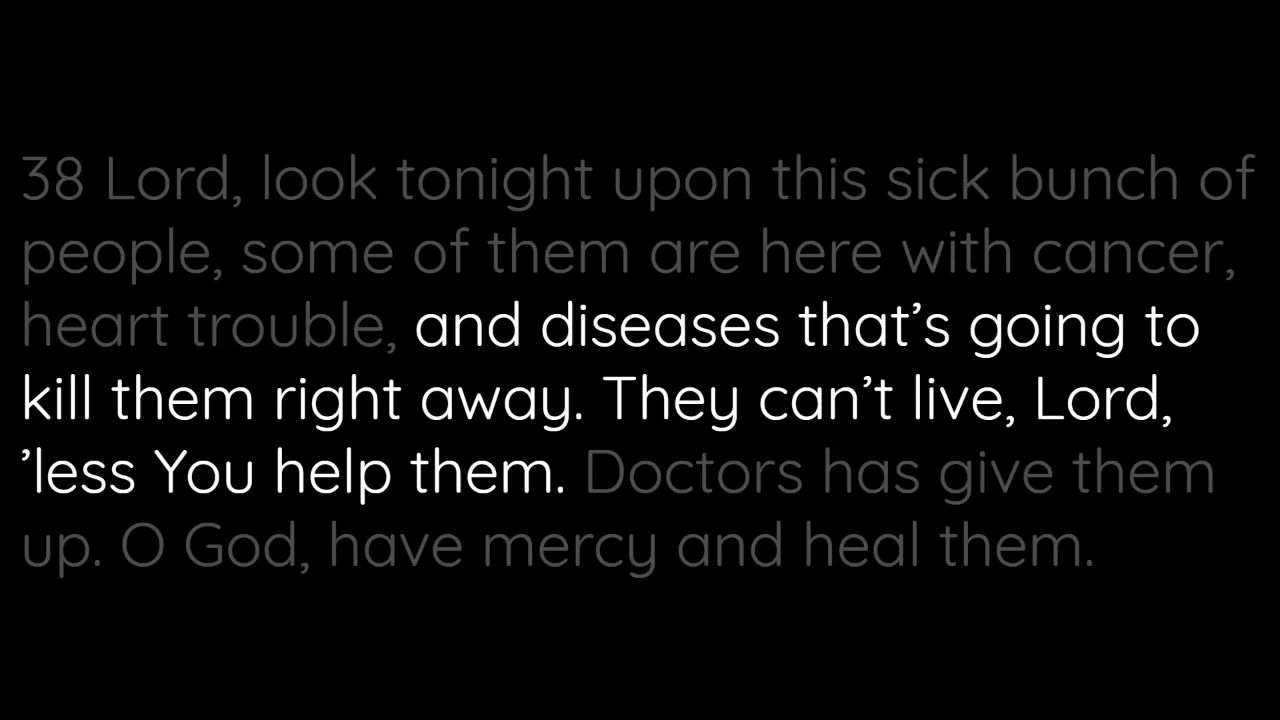 38 Lord, look tonight upon this sick bunch of
people, some of them are here with cancer,
heart trouble, and diseases that’s going to
kill them right away. They can’t live, Lord,
’less You help them. Doctors has give them
up. O God, have mercy and heal them.